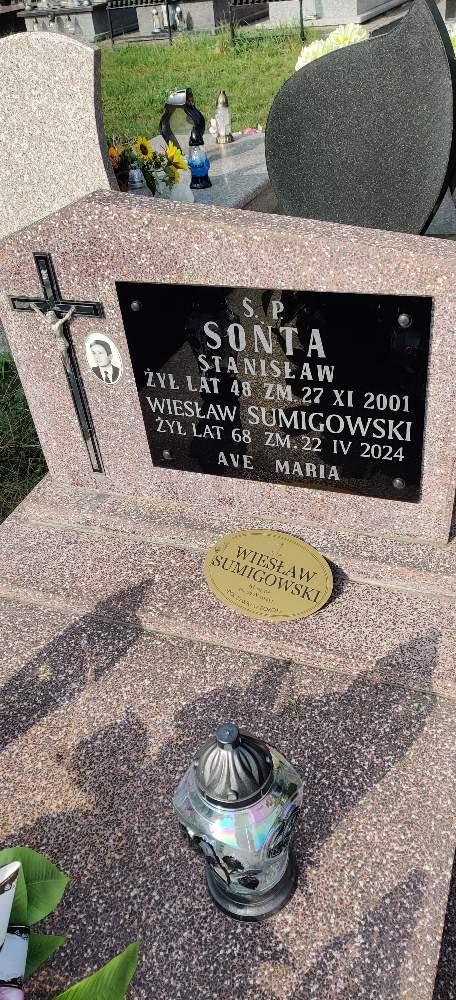 S. P.
SONTA
STANISŁAW
ŻYŁ LAT 48 ZM 27 XI 2001
WIESŁAW SUMIGOWSKI
ŻYŁ LAT 68 ZM. 22 IV 2024
AVE MARIA
WIESŁAW
SUMIGOWSKI